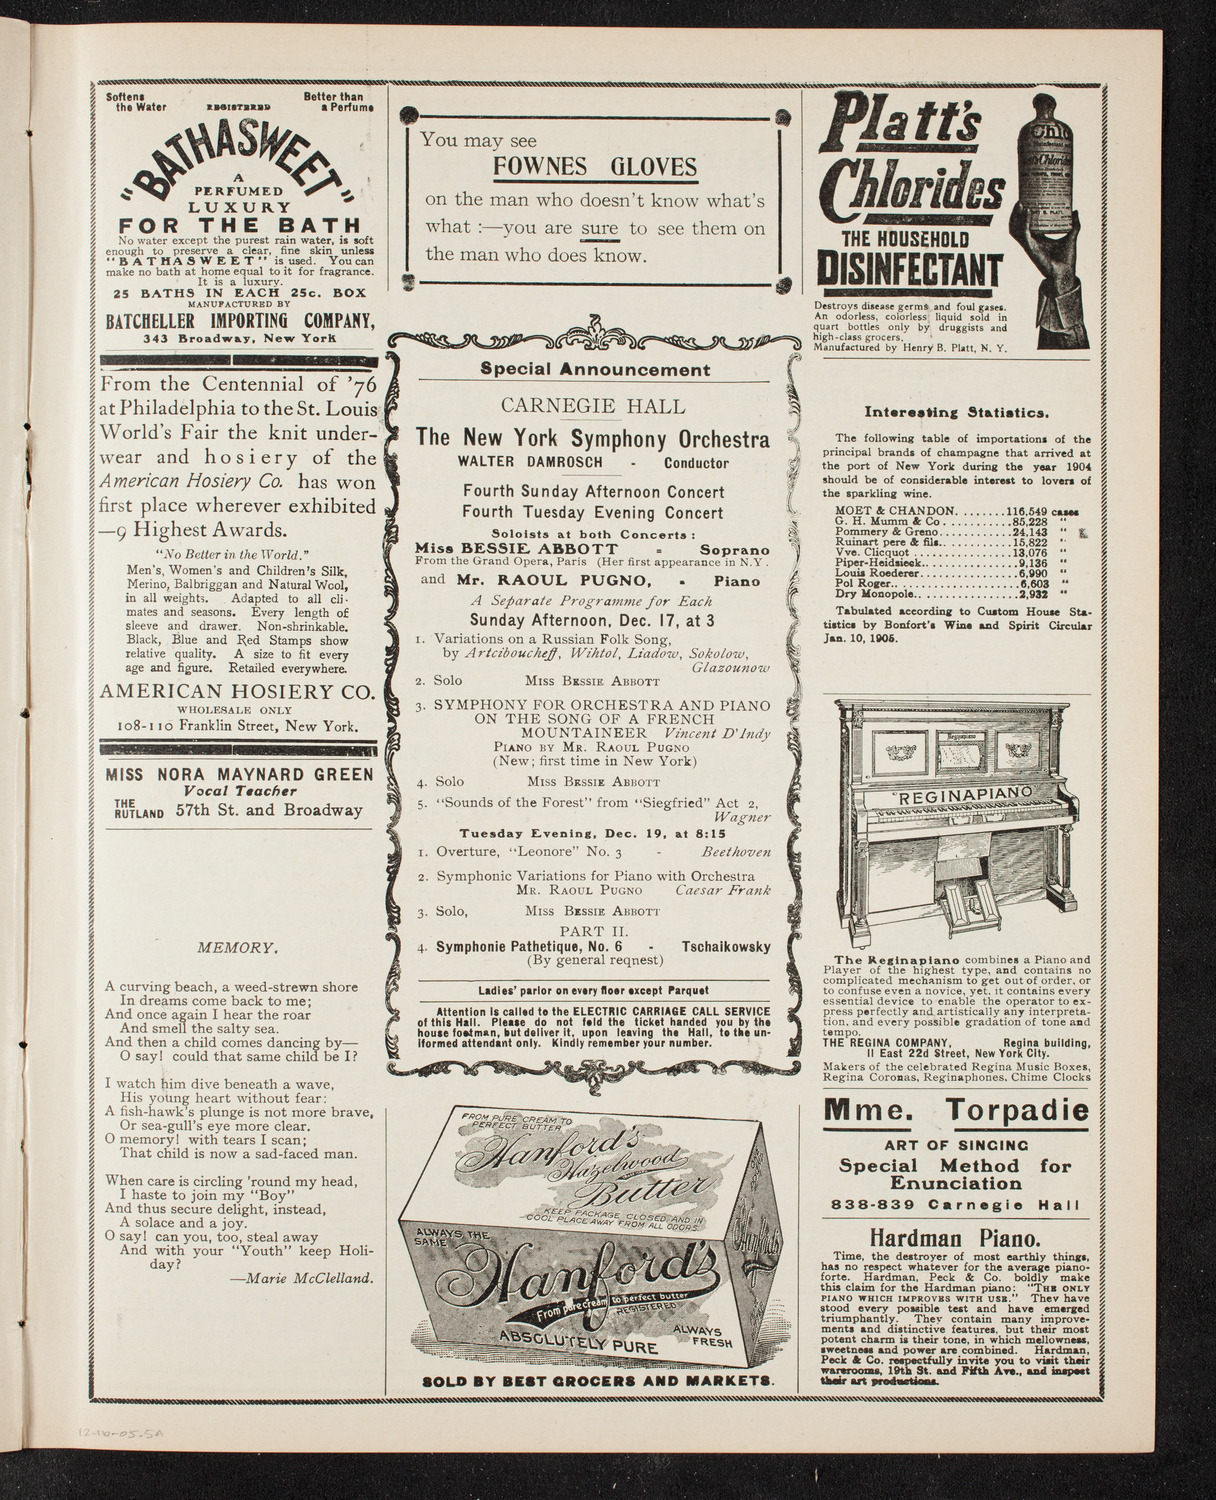 Softens
the Water
REGISTERED
Better than
a Perfume
"BATHASWEET"
A
PERFUMED
LUXURY
FOR THE BATH
No water except the purest rain water, is soft
enough to preserve a clear, fine skin unless
"BATHASWEET" is used. You can
make no bath at home equal to it for fragrance.
It is a luxury.
25 BATHS IN EACH 25c. BOX
MANUFACTURED BY
BATCHELLER IMPORTING COMPANY,
343 Broadway, New York
From the Centennial of '76
at Philadelphia to the St. Louis
World's Fair the knit under-
wear and hosiery of the
American Hosiery Co. has won
first place wherever exhibited
—9 Highest Awards.
"No Better in the World."
Men's, Women's and Children's Silk,
Merino, Balbriggan and Natural Wool,
in all weights. Adapted to all cli-
mates and seasons. Every length of
sleeve and drawer. Non-shrinkable.
Black, Blue and Red Stamps show
relative quality. A size to fit every
age and figure. Retailed everywhere.
AMERICAN HOSIERY CO.
WHOLESALE ONLY
108-110 Franklin Street, New York.
MISS NORA MAYNARD GREEN
Vocal Teacher
THE RUTLAND 57th St. and Broadway
MEMORY.
A curving beach, a weed-strewn shore
In dreams come back to me;
And once again I hear the roar
And smell the salty sea.
And then a child comes dancing by—
O say! could that same child be I?
I watch him dive beneath a wave,
His young heart without fear:
A fish-hawk's plunge is not more brave,
Or sea-gull's eye more clear.
O memory! with tears I scan;
That child is now a sad-faced man.
When care is circling 'round my head,
I haste to join my "Boy"
And thus secure delight, instead,
A solace and a joy.
O say! can you, too, steal away
And with your "Youth" keep Holi-
day?
—Marie McClelland.
You may see
FOWNES GLOVES
on the man who doesn't know what's
what :—you are sure to see them on
the man who does know.
Special Announcement
CARNEGIE HALL
The New York Symphony Orchestra
WALTER DAMROSCH - Conductor
Fourth Sunday Afternoon Concert
Fourth Tuesday Evening Concert
Soloists at both Concerts:
Miss BESSIE ABBOTT = Soprano
From the Grand Opera, Paris (Her first appearance in N.Y.
and Mr. RAOUL PUGNO, - Piano
A Separate Programme for Each
Sunday Afternoon, Dec. 17, at 3
1. Variations on a Russian Folk Song,
by Artciboucheff, Wihtol, Liadow, Sokolow,
Glazounow
2. Solo Miss Bessie Abbott
3. SYMPHONY FOR ORCHESTRA AND PIANO
ON THE SONG OF A FRENCH
MOUNTAINEER Vincent D'Indy
Piano by Mr. Raoul Pugno
(New; first time in New York)
4. Solo Miss Bessie Abbott
5. "Sounds of the Forest" from "Siegfried" Act 2,
Wagner
Tuesday Evening, Dec. 19, at 8:15
1. Overture, "Leonore" No. 3 - Beethoven
2. Symphonic Variations for Piano with Orchestra
Mr. Raoul Pugno Caesar Frank
3. Solo, Miss Bessie Abbott
PART II.
4. Symphonie Pathetique, No. 6 - Tschaikowsky
(By general reqnest)
Ladies' parlor on every floor except Parquet
Attention is called to the ELECTRIC CARRIAGE CALL SERVICE
of this Hall. Please do not fold the ticket handed you by the
house footman, but deliver it, upon leaving the Hall, to the un-
iformed attendant only. Kindly remember your number.
FROM PURE CREAM TO
PERFECT BUTTER
Hanford's
Hazelwood
Butter
KEEP PACKAGE CLOSED AND IN
COOL PLACE AWAY FROM ALL ODORS.
ALWAYS THE
SAME
Hanford's
From pure cream to perfect butter
REGISTERED
ABSOLUTELY PURE
ALWAYS
FRESH
SOLD BY BEST GROCERS AND MARKETS.
Platt's
Chlorides
THE HOUSEHOLD
DISINFECTANT
Destroys disease germs and foul gases.
An odorless, colorless liquid sold in
quart bottles only by druggists and
high-class grocers.
Manufactured by Henry B. Platt, N. Y.
Interesting Statistics.
The following table of importations of the
principal brands of champagne that arrived at
the port of New York during the year 1904
should be of considerable interest to lovers of
the sparkling wine.
MOET & CHANDON........116,549 cases
G. H. Mumm & Co...........85,228 "
Pommery & Greno............24,143 "
Ruinart pere & fils............15,822 "
Vve. Clicquot................13,076 "
Piper-Heidsieck...............9,136 "
Louis Roederer................6,990 "
Pol Roger.....................6,603 "
Dry Monopole..................2,932 "
Tabulated according to Custom House Sta-
tistics by Bonfort's Wine and Spirit Circular
Jan. 10, 1905.
Reginapiano
REGINAPIANO
The Reginapiano combines a Piano and
Player of the highest type, and contains no
complicated mechanism to get out of order, or
to confuse even a novice, yet, it contains every
essential device to enable the operator to ex-
press perfectly and artistically any interpreta-
tion, and every possible gradation of tone and
tempo.
THE REGINA COMPANY, Regina building,
11 East 22d Street, New York City.
Makers of the celebrated Regina Music Boxes,
Regina Coronas, Reginaphones, Chime Clocks
Mme. Torpadie
ART OF SINGING
Special Method for
Enunciation
838-839 Carnegie Hall
Hardman Piano.
Time, the destroyer of most earthly things,
has no respect whatever for the average piano-
forte. Hardman, Peck & Co. boldly make
this claim for the Hardman piano: "The only
piano which improves with use." They have
stood every possible test and have emerged
triumphantly. They contain many improve-
ments and distinctive features, but their most
potent charm is their tone, in which mellowness,
sweetness and power are combined. Hardman,
Peck & Co. respectfully invite you to visit their
warerooms, 19th St. and Fifth Ave., and inspect
their art productions.
12-16-05-5A